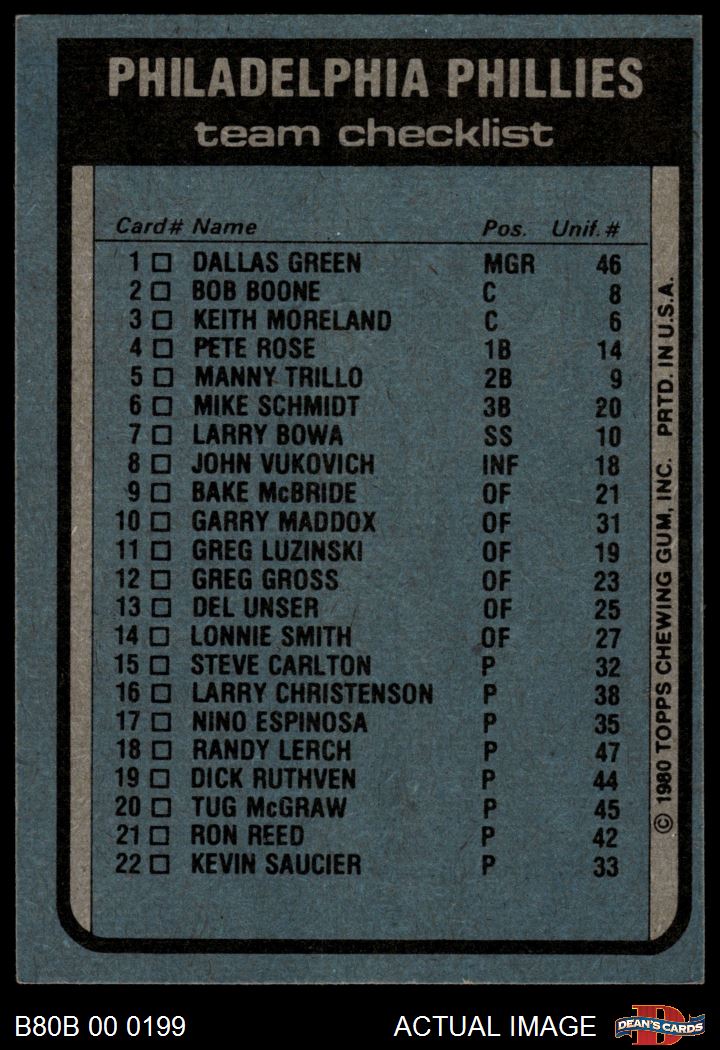 PHILADELPHIA PHILLIES
team checklist
Card# Name Pos. Unif. #
1 □ DALLAS GREEN MGR 46
2 □ BOB BOONE C 8
3 □ KEITH MORELAND C 6
4 □ PETE ROSE 1B 14
5 □ MANNY TRILLO 2B 9
6 □ MIKE SCHMIDT 3B 20
7 □ LARRY BOWA SS 10
8 □ JOHN VUKOVICH INF 18
9 □ BAKE McBRIDE OF 21
10 □ GARRY MADDOX OF 31
11 □ GREG LUZINSKI OF 19
12 □ GREG GROSS OF 23
13 □ DEL UNSER OF 25
14 □ LONNIE SMITH OF 27
15 □ STEVE CARLTON P 32
16 □ LARRY CHRISTENSON P 38
17 □ NINO ESPINOSA P 35
18 □ RANDY LERCH P 47
19 □ DICK RUTHVEN P 44
20 □ TUG McGRAW P 45
21 □ RON REED P 42
22 □ KEVIN SAUCIER P 33
© 1980 TOPPS CHEWING GUM, INC. PRTD. IN U.S.A.
B80B 00 0199 ACTUAL IMAGE
D
DEAN'S CARDS